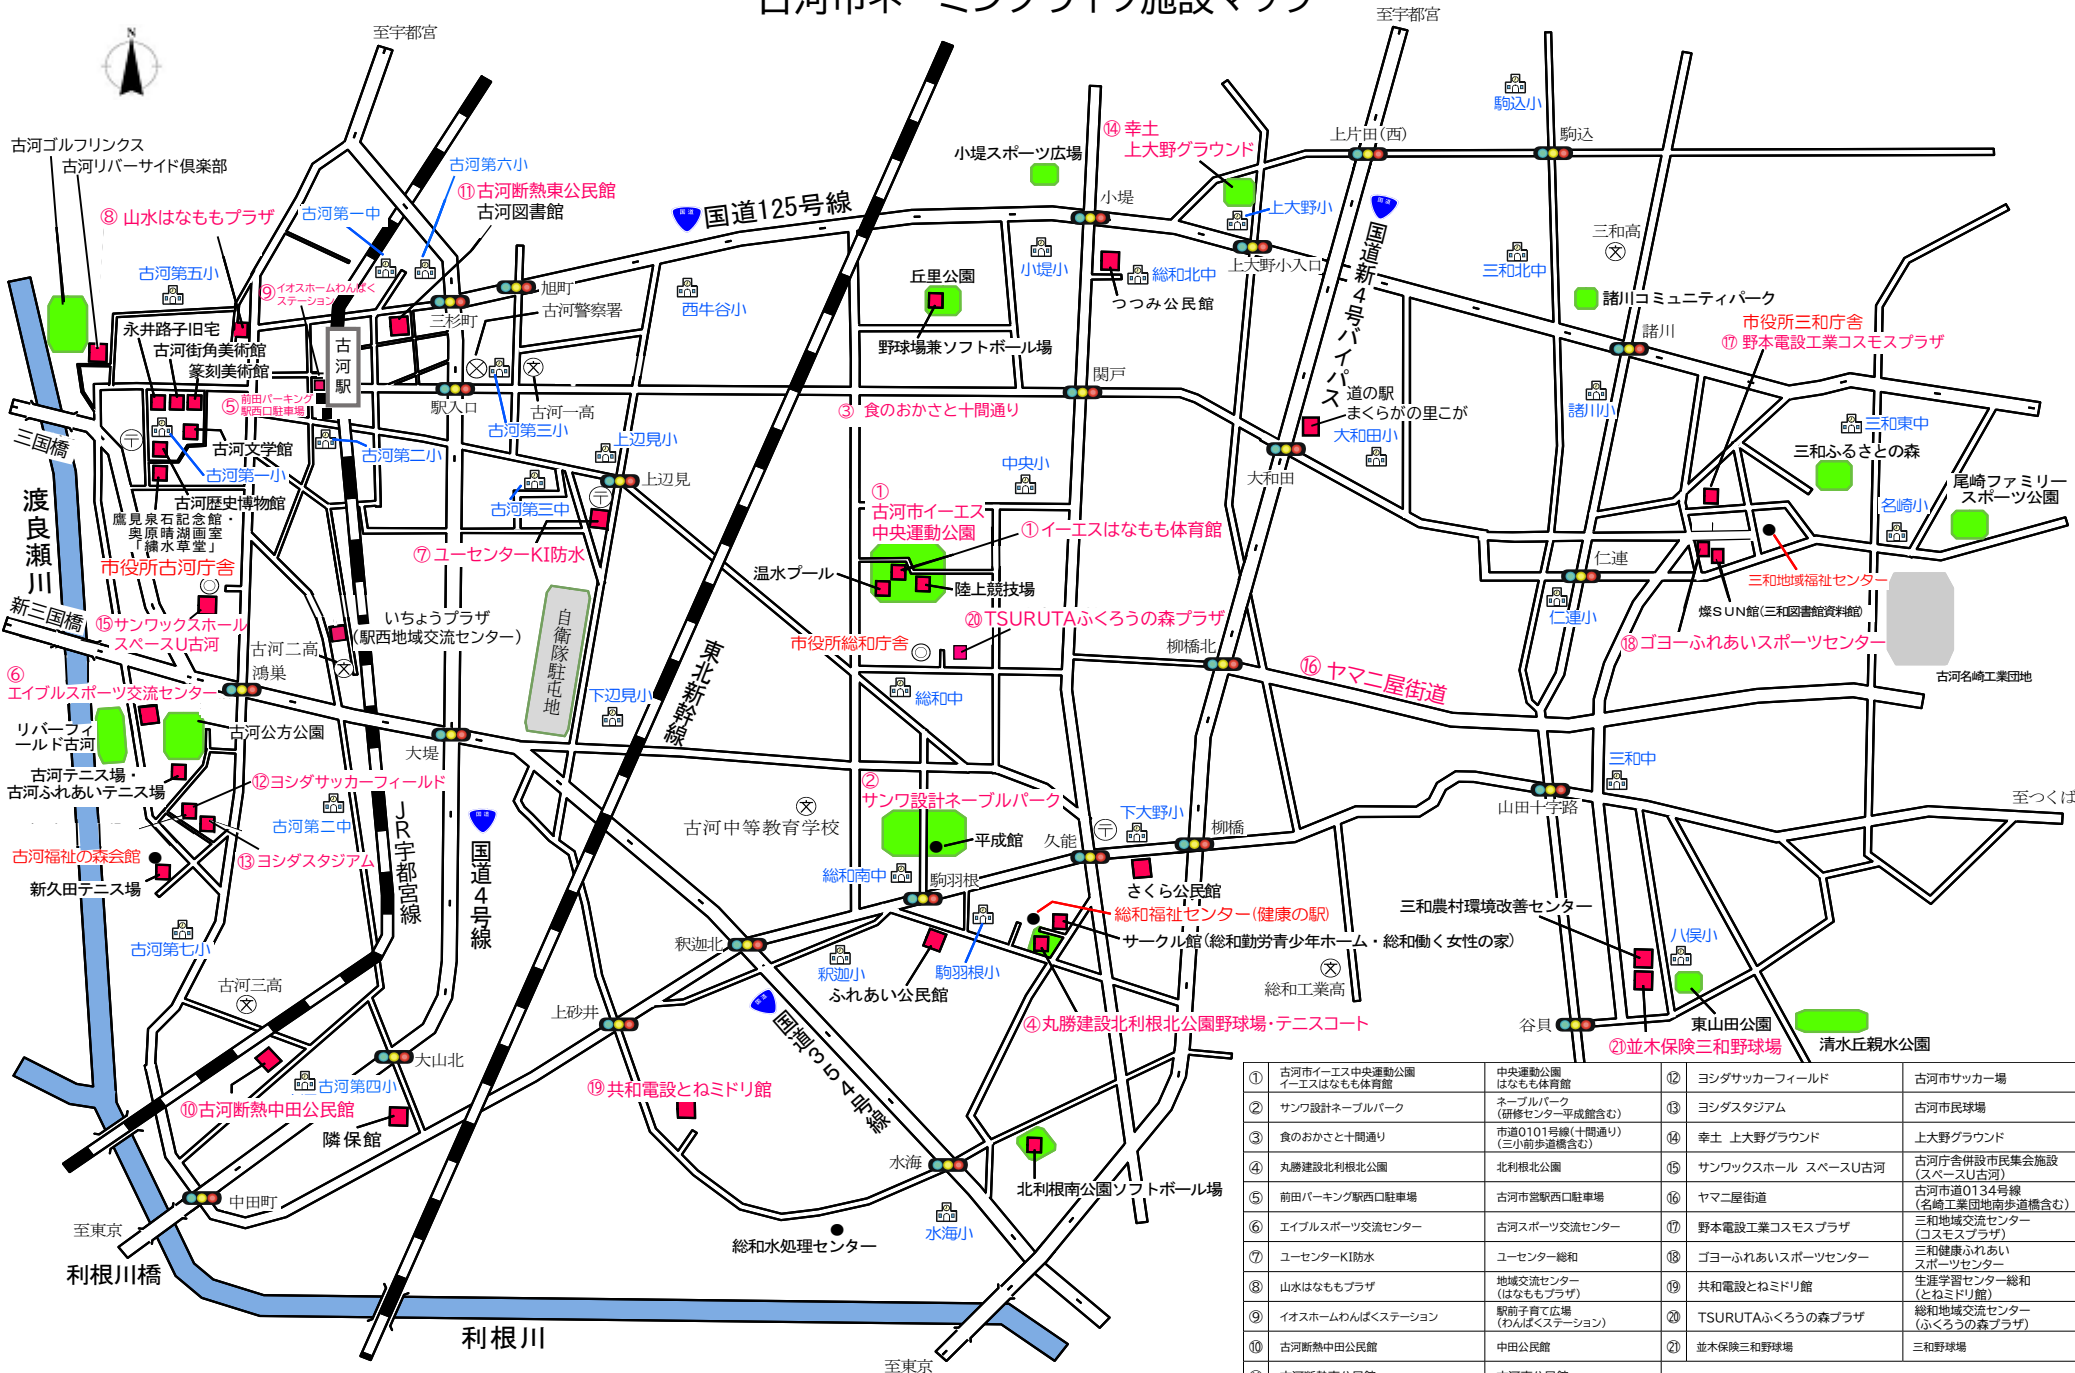 古河市ネーミングライツ施設マップ
至宇都宮
至宇都宮
N
駒込小
古河ゴルフリンクス
古河リバーサイド倶楽部
古河第六小
⑪古河断熱東公民館
古河図書館
⑧ 山水はなももプラザ
古河第一中
国道125号線
小堤スポーツ広場
⑭ 幸土
上大野グラウンド
上片田(西)
駒込
小堤
上大野小
上大野小入口
国道新4号バイパス
三和高
三和北中
古河第五小
⑨イオスホームわんぱく
ステーション
三杉町
旭町
古河警察署
西牛谷小
丘里公園
野球場兼ソフトボール場
小堤小
総和北中
つつみ公民館
諸川コミュニティパーク
諸川
市役所三和庁舎
⑰ 野本電設工業コスモスプラザ
永井路子旧宅
古河街角美術館
篆刻美術館
古河駅
⑤ 前田パーキング
駅西口駐車場
駅入口
古河一高
古河第三小
③ 食のおかさと十間通り
関戸
道の駅
まくらがの里こが
大和田小
大和田
諸川小
三和東中
三和ふるさとの森
尾崎ファミリー
スポーツ公園
名崎小
三国橋
古河文学館
古河第二小
古河第一小
古河歴史博物館
鷹見泉石記念館・
奥原晴湖画室
「繍水草堂」
上辺見小
上辺見
古河第三中
⑦ ユーセンターKI防水
中央小
①
古河市イーエス
中央運動公園
①イーエスはなもも体育館
温水プール
陸上競技場
渡良瀬川
市役所古河庁舎
新三国橋
⑮サンワックスホール
スペースU古河
いちょうプラザ
(駅西地域交流センター)
自衛隊駐屯地
東北新幹線
⑳TSURUTAふくろうの森プラザ
市役所総和庁舎
総和中
柳橋北
⑯ ヤマニ屋街道
仁連
仁連小
三和地域福祉センター
燦SUN館(三和図書館資料館)
⑱ゴヨーふれあいスポーツセンター
古河名崎工業団地
古河二高
鴻巣
⑥
エイブルスポーツ交流センター
リバーフィ
ールド古河
古河公方公園
大堤
下辺見小
古河テニス場・
古河ふれあいテニス場
⑫ヨシダサッカーフィールド
古河第二中
⑬ヨシダスタジアム
古河福祉の森会館
新久田テニス場
JR宇都宮線
国道4号線
古河中等教育学校
②
サンワ設計ネーブルパーク
平成館
久能
下大野小
柳橋
さくら公民館
三和中
山田十字路
至つくば
総和南中
駒羽根
総和福祉センター(健康の駅)
サークル館(総和勤労青少年ホーム・総和働く女性の家)
三和農村環境改善センター
八俣小
古河第七小
古河三高
釈迦北
釈迦小
ふれあい公民館
駒羽根小
総和工業高
④丸勝建設北利根北公園野球場・テニスコート
谷貝
東山田公園
㉑並木保険三和野球場
清水丘親水公園
上砂井
国道354号線
大山北
古河第四小
⑩古河断熱中田公民館
隣保館
⑲共和電設とねミドリ館
水海
北利根南公園ソフトボール場
中田町
至東京
利根川橋
総和水処理センター
水海小
利根川
至東京
① 古河市イーエス中央運動公園 中央運動公園
イーエスはなもも体育館 はなもも体育館
② サンワ設計ネーブルパーク ネーブルパーク
(研修センター平成館含む)
③ 食のおかさと十間通り 市道0101号線(十間通り)
(三小前歩道橋含む)
④ 丸勝建設北利根北公園 北利根北公園
⑤ 前田パーキング駅西口駐車場 古河市営駅西口駐車場
⑥ エイブルスポーツ交流センター 古河スポーツ交流センター
⑦ ユーセンターKI防水 ユーセンター総和
⑧ 山水はなももプラザ 地域交流センター
(はなももプラザ)
⑨ イオスホームわんぱくステーション 駅前子育て広場
(わんぱくステーション)
⑩ 古河断熱中田公民館 中田公民館
⑫ ヨシダサッカーフィールド 古河市サッカー場
⑬ ヨシダスタジアム 古河市民球場
⑭ 幸土 上大野グラウンド 上大野グラウンド
⑮ サンワックスホール スペースU古河 古河庁舎併設市民集会施設
(スペースU古河)
⑯ ヤマニ屋街道 古河市道0134号線
(名崎工業団地南歩道橋含む)
⑰ 野本電設工業コスモスプラザ 三和地域交流センター
(コスモスプラザ)
⑱ ゴヨーふれあいスポーツセンター 三和健康ふれあい
スポーツセンター
⑲ 共和電設とねミドリ館 生涯学習センター総和
(とねミドリ館)
⑳ TSURUTAふくろうの森プラザ 総和地域交流センター
(ふくろうの森プラザ)
㉑ 並木保険三和野球場 三和野球場